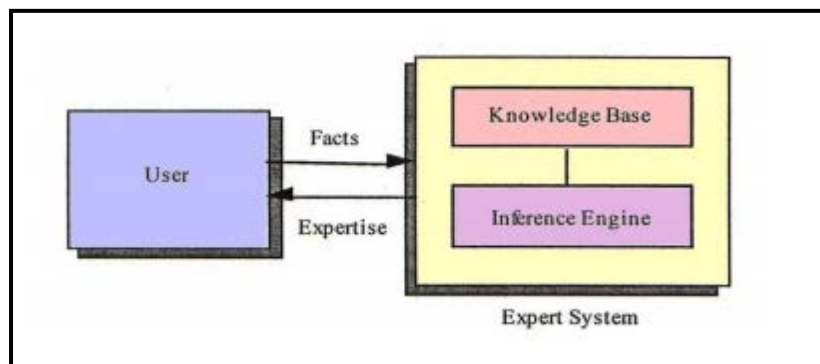 User
Facts
Expertise
Knowledge Base
Inference Engine
Expert System